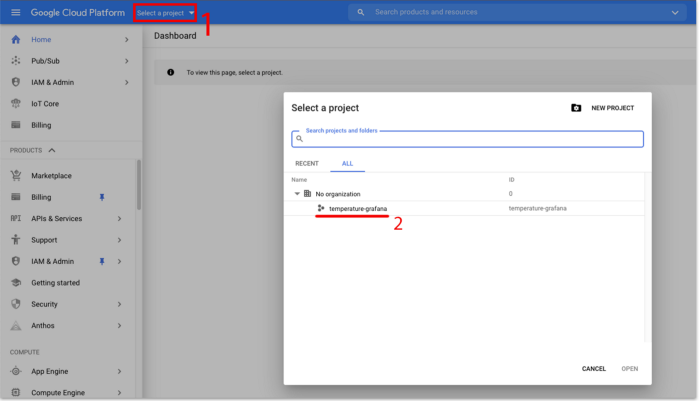 Google Cloud Platform
Select a project
1
Search products and resources
Home
Dashboard
Pub/Sub
To view this page, select a project.
IAM & Admin
IoT Core
Billing
PRODUCTS
Marketplace
Billing
API APIs & Services
Support
IAM & Admin
Getting started
Security
Anthos
COMPUTE
App Engine
Compute Engine
Select a project
NEW PROJECT
Search projects and folders
RECENT ALL
Name ID
No organization 0
temperature-grafana temperature-grafana
2
CANCEL OPEN